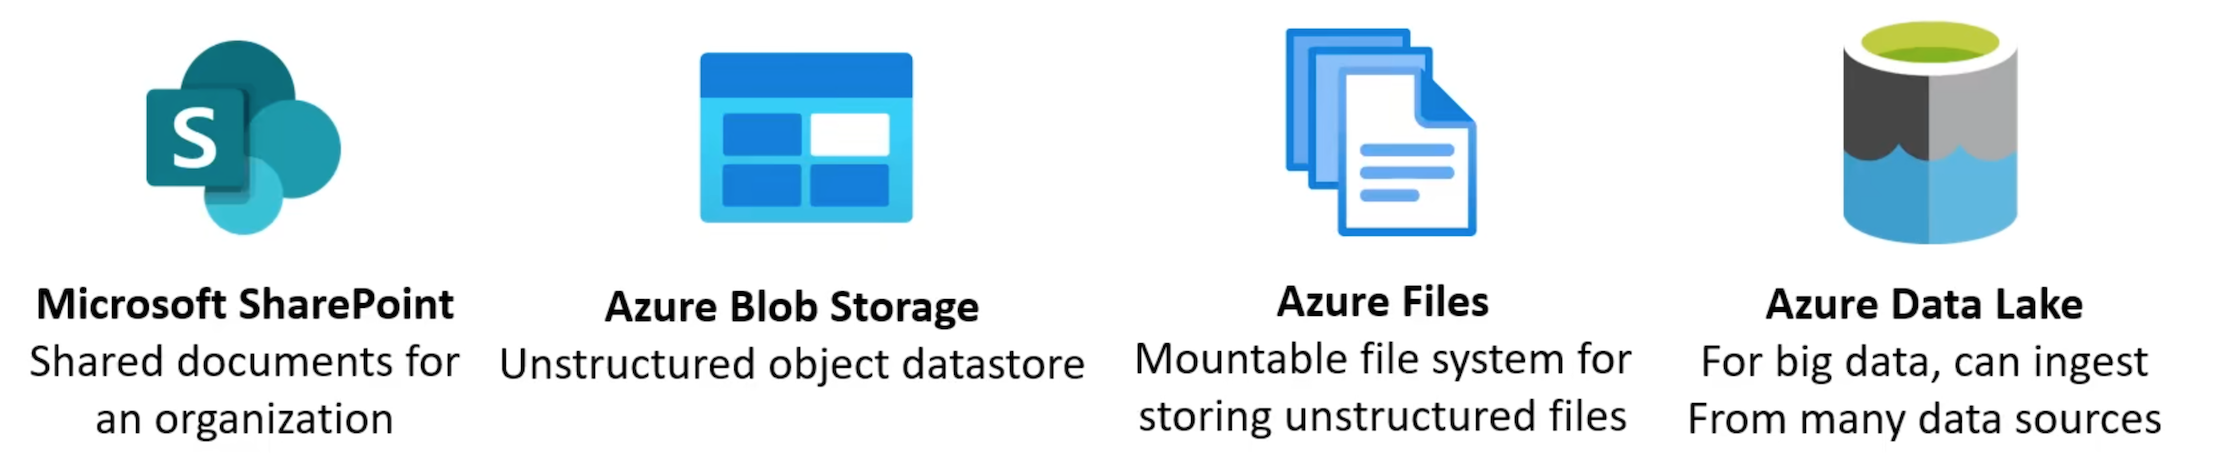 S
Microsoft SharePoint
Shared documents for
an organization
Azure Blob Storage
Unstructured object datastore
Azure Files
Mountable file system for
storing unstructured files
Azure Data Lake
For big data, can ingest
From many data sources